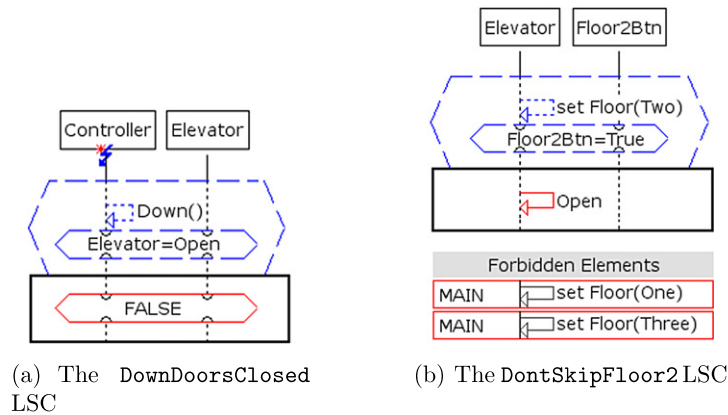 Controller Elevator
Down()
Elevator=Open
FALSE
(a) The DownDoorsClosed
LSC
Elevator Floor2Btn
set Floor(Two)
Floor2Btn=True
Open
Forbidden Elements
MAIN set Floor(One)
MAIN set Floor(Three)
(b) The DontSkipFloor2 LSC